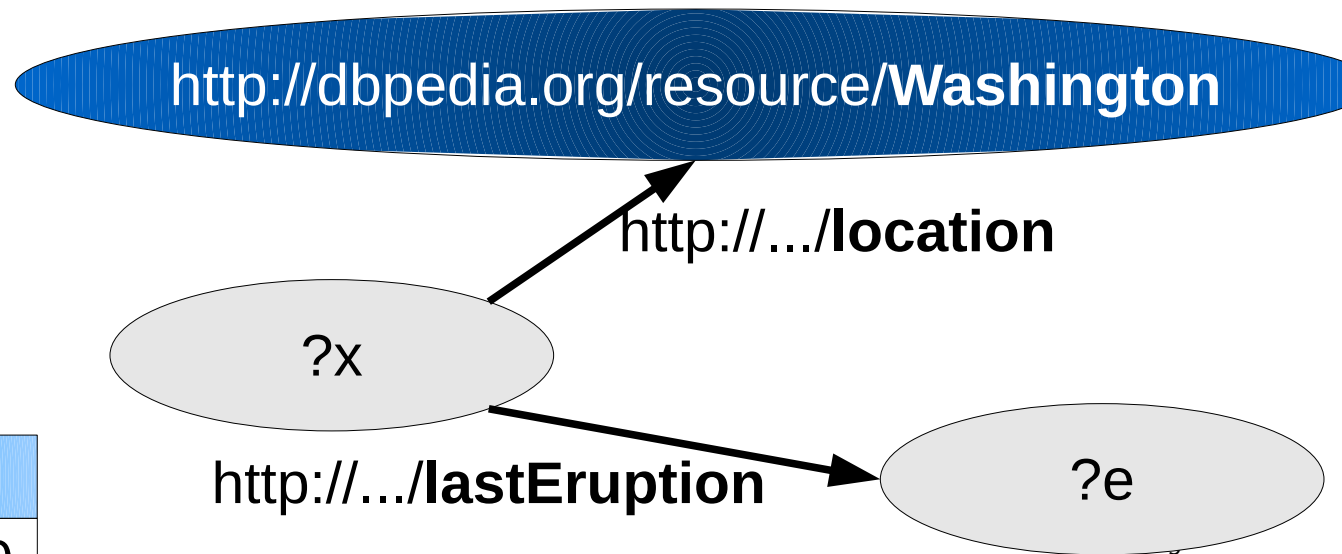 http://dbpedia.org/resource/Washington
http://.../location
?x
http://.../lastEruption
?e